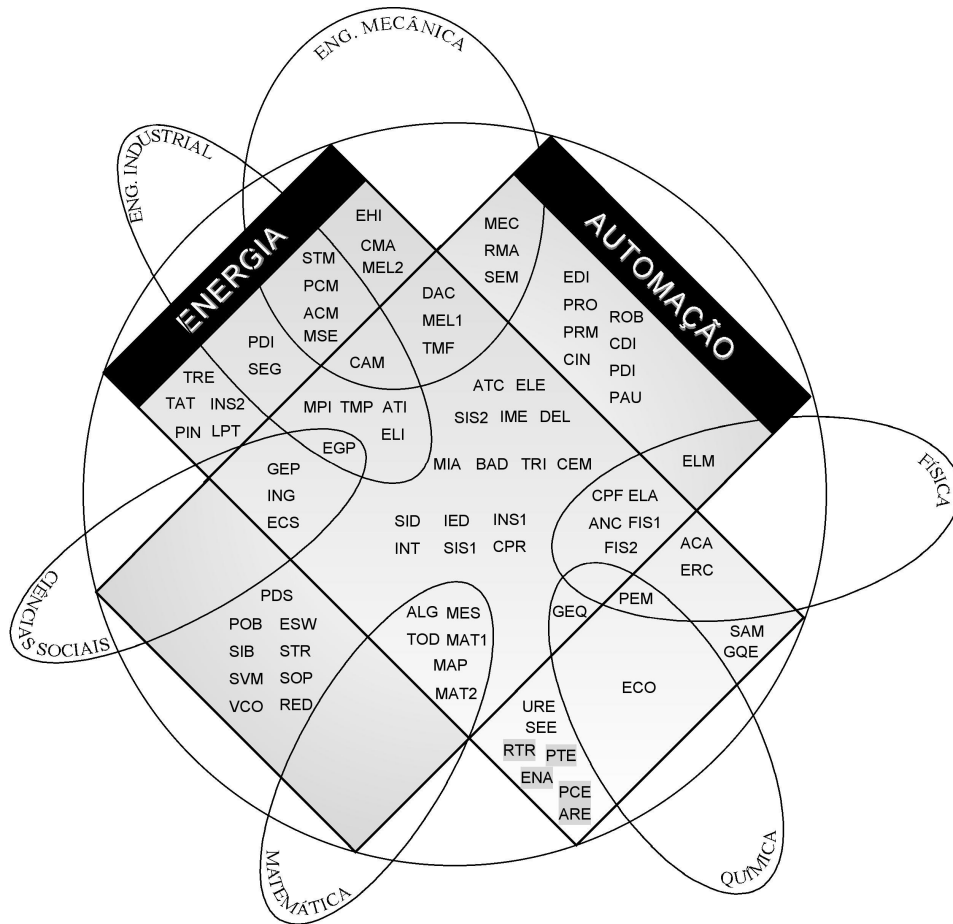 ENG. MECÂNICA
ENG. INDUSTRIAL
ENERGIA
AUTOMAÇÃO
EHI
CMA
MEL2
STM
PCM
ACM
MSE
PDI
SEG
TRE
TAT INS2
PIN LPT
MEC
RMA
SEM
EDI
PRO ROB
PRM CDI
CIN PDI
PAU
DAC
MEL1
TMF
CAM
MPI TMP ATI
ELI
ATC ELE
SIS2 IME DEL
EGP
GEP
ING
ECS
MIA BAD TRI CEM
ELM
FÍSICA
CPF ELA
ANC FIS1
FIS2
SID IED INS1
INT SIS1 CPR
ACA
ERC
CIÊNCIAS SOCIAIS
PDS
POB ESW
SIB STR
SVM SOP
VCO RED
ALG MES
TOD MAT1
MAP
MAT2
GEQ
PEM
SAM
GQE
ECO
URE
SEE
RTR PTE
ENA
PCE
ARE
MATEMÁTICA
QUÍMICA